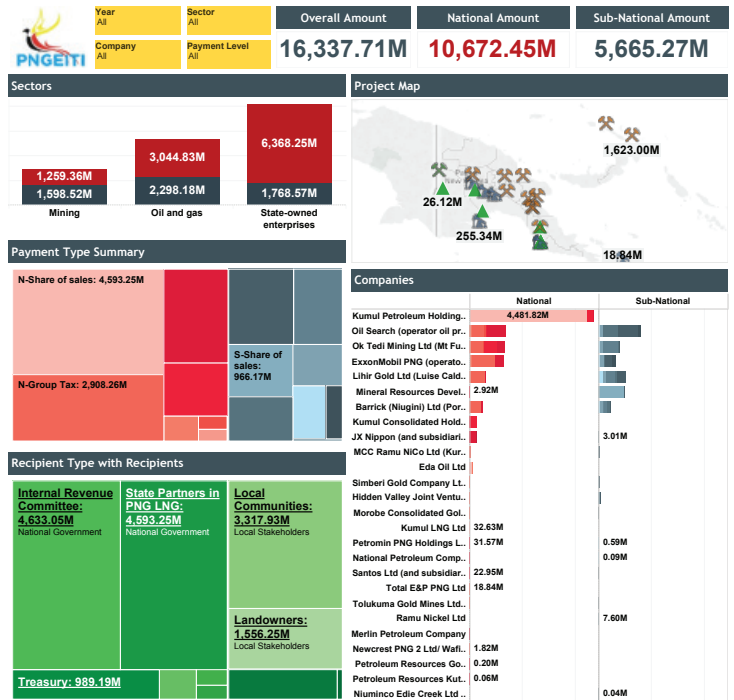 PNGEITI
Year
All
Sector
All
Company
All
Payment Level
All
Overall Amount
16,337.71M
National Amount
10,672.45M
Sub-National Amount
5,665.27M
Sectors
6,368.25M
3,044.83M
1,259.36M
1,598.52M
2,298.18M
1,768.57M
Mining
Oil and gas
State-owned
enterprises
Project Map
1,623.00M
26.12M
255.34M
18.84M
Payment Type Summary
N-Share of sales: 4,593.25M
N-Group Tax: 2,908.26M
S-Share of
sales:
966.17M
Recipient Type with Recipients
Internal Revenue
Committee:
4,633.05M
National Government
State Partners in
PNG LNG:
4,593.25M
National Government
Local
Communities:
3,317.93M
Local Stakeholders
Landowners:
1,556.25M
Local Stakeholders
Treasury: 989.19M
Companies
National
Sub-National
Kumul Petroleum Holding..
4,481.82M
Oil Search (operator oil pr..
Ok Tedi Mining Ltd (Mt Fu..
ExxonMobil PNG (operato..
Lihir Gold Ltd (Luise Cald..
Mineral Resources Devel..
2.92M
Barrick (Niugini) Ltd (Por..
Kumul Consolidated Hold..
JX Nippon (and subsidiari..
3.01M
MCC Ramu NiCo Ltd (Kur..
Eda Oil Ltd
Simberi Gold Company Lt..
Hidden Valley Joint Ventu..
Morobe Consolidated Gol..
Kumul LNG Ltd
32.63M
Petromin PNG Holdings L..
31.57M
0.59M
National Petroleum Comp..
0.09M
Santos Ltd (and subsidiar..
22.95M
Total E&P PNG Ltd
18.84M
Tolukuma Gold Mines Ltd..
Ramu Nickel Ltd
7.60M
Merlin Petroleum Company
Newcrest PNG 2 Ltd/ Wafi..
1.82M
Petroleum Resources Go..
0.20M
Petroleum Resources Kut..
0.06M
Niuminco Edie Creek Ltd ..
0.04M